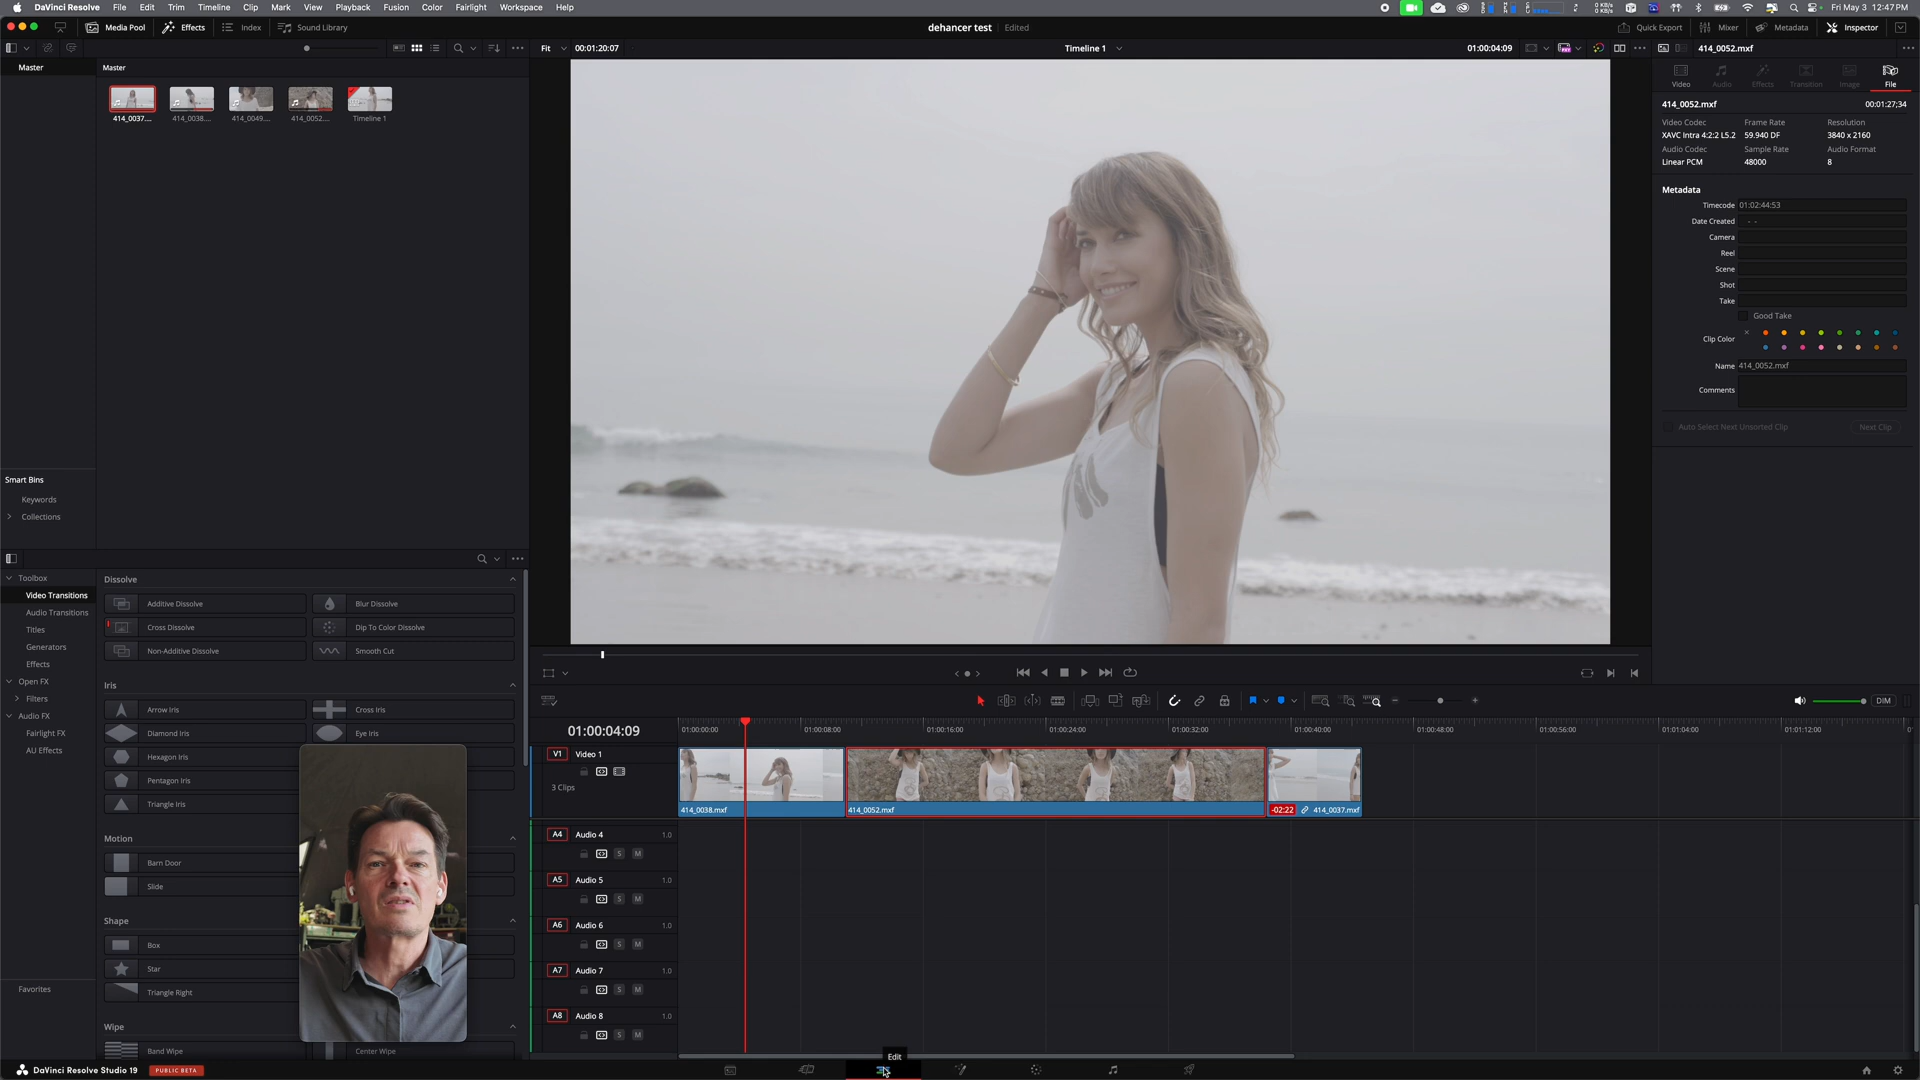 DaVinci Resolve File Edit Trim Timeline Clip Mark View Playback Fusion Color Fairlight Workspace Help
Fri May 3 12:47 PM
Media Pool Effects Index Sound Library
dehancer test Edited
Quick Export Mixer Metadata Inspector
Fit 00:01:20:07 Timeline 1 01:00:04:09
414_0052.mxf
Master
Master
414_0037.... 414_0038.... 414_0049.... 414_0052.... Timeline 1
Video Audio Effects Transition Image File
414_0052.mxf 00:01:27;34
Video Codec Frame Rate Resolution
XAVC Intra 4:2:2 L5.2 59.940 DF 3840 x 2160
Audio Codec Sample Rate Audio Format
Linear PCM 48000 8
Metadata
Timecode 01:02:44:53
Date Created - -
Camera
Reel
Scene
Shot
Take
Good Take
Clip Color
Name 414_0052.mxf
Comments
Auto Select Next Unsorted Clip Next Clip
Smart Bins
Keywords
Collections
Toolbox
Video Transitions
Audio Transitions
Titles
Generators
Effects
Open FX
Filters
Audio FX
Fairlight FX
AU Effects
Favorites
Dissolve
Additive Dissolve Blur Dissolve
Cross Dissolve Dip To Color Dissolve
Non-Additive Dissolve Smooth Cut
Iris
Arrow Iris Cross Iris
Diamond Iris Eye Iris
Hexagon Iris
Pentagon Iris
Triangle Iris
Motion
Barn Door
Slide
Shape
Box
Star
Triangle Right
Wipe
Band Wipe Center Wipe
DIM
01:00:04:09
01:00:00:00 01:00:08:00 01:00:16:00 01:00:24:00 01:00:32:00 01:00:40:00 01:00:48:00 01:00:56:00 01:01:04:00 01:01:12:00
V1 Video 1
3 Clips
414_0038.mxf 414_0052.mxf -02:22 414_0037.mxf
A4 Audio 4 1.0
S M
A5 Audio 5 1.0
S M
A6 Audio 6 1.0
S M
A7 Audio 7 1.0
S M
A8 Audio 8 1.0
S M
Edit
DaVinci Resolve Studio 19 PUBLIC BETA